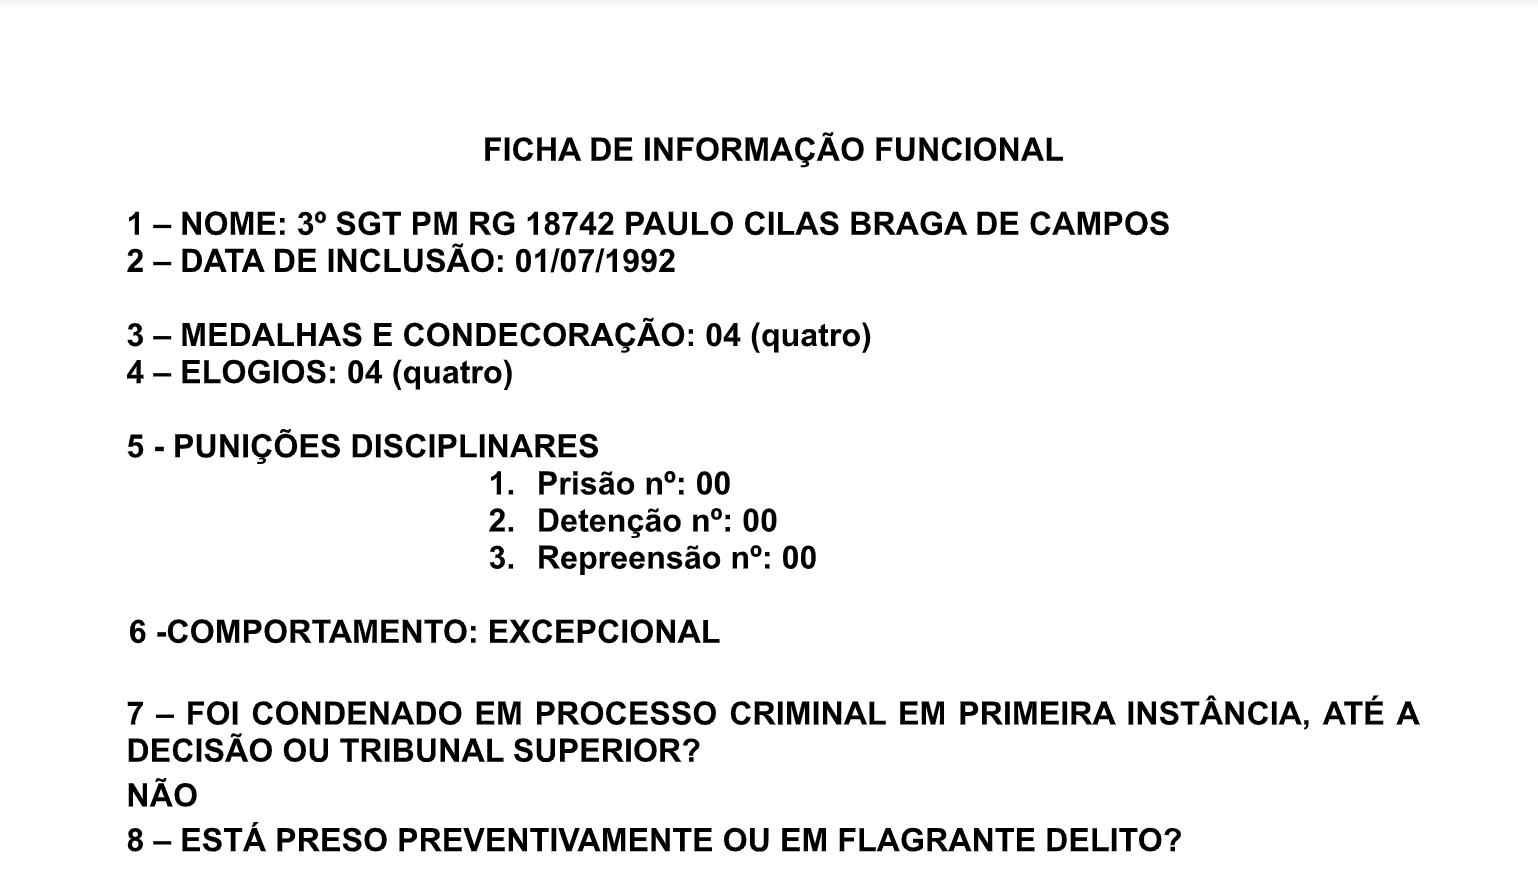 FICHA DE INFORMAÇÃO FUNCIONAL
1 – NOME: 3º SGT PM RG 18742 PAULO CILAS BRAGA DE CAMPOS
2 – DATA DE INCLUSÃO: 01/07/1992
3 – MEDALHAS E CONDECORAÇÃO: 04 (quatro)
4 – ELOGIOS: 04 (quatro)
5 - PUNIÇÕES DISCIPLINARES
1. Prisão nº: 00
2. Detenção nº: 00
3. Repreensão nº: 00
6 -COMPORTAMENTO: EXCEPCIONAL
7 – FOI CONDENADO EM PROCESSO CRIMINAL EM PRIMEIRA INSTÂNCIA, ATÉ A
DECISÃO OU TRIBUNAL SUPERIOR?
NÃO
8 – ESTÁ PRESO PREVENTIVAMENTE OU EM FLAGRANTE DELITO?